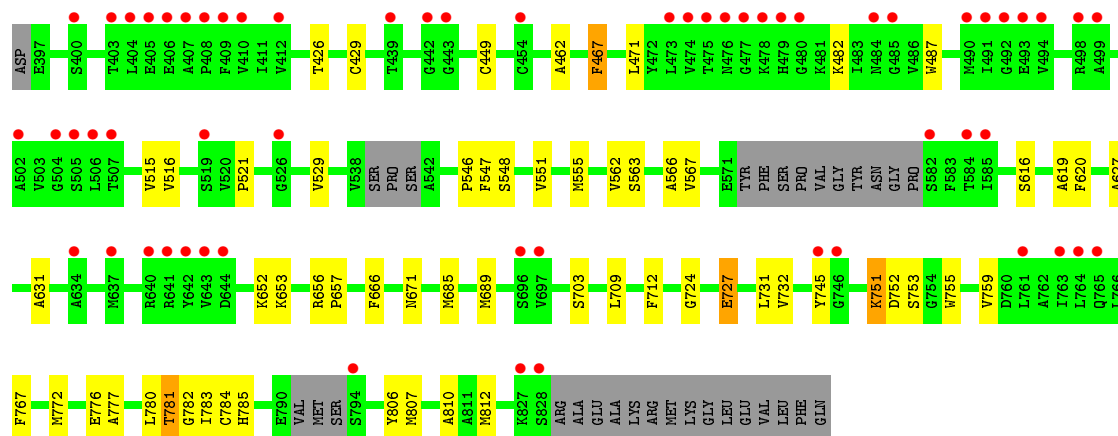 ASP E397 S400 T403 L404 E405 E406 A407 P408 F409 V410 I411 V412 T426 C429 T439 G442 G443 C449 C454 A462 F467 L471 Y472 L473 V474 T475 N476 G477 K478 H479 G480 K481 K482 I483 N484 G485 V486 W487 M490 I491 G492 E493 V494 R498 A499
A502 V503 G504 S505 L506 T507 V515 V516 S519 V520 P521 G526 V529 V538 SER PRO SER A542 P546 F547 S548 V551 M555 V562 S563 A566 V567 E571 TYR PHE SER PRO VAL GLY TYR ASN GLY PRO S582 F583 T584 I585 S616 A619 F620
A631 A634 M637 R640 R641 Y642 V643 D644 K652 K653 R656 P657 F666 N671 M685 M689 S696 V697 S703 L709 F712 G724 E727 L731 V732 Y745 G746 K751 D752 S753 G754 W755 V759 D760 L761 A762 I763 L764 Q765
F767 M772 E776 A777 L780 T781 G782 I783 C784 H785 E790 VAL MET SER S794 Y806 M807 A810 A811 M812 K827 S828 ARG ALA GLU ALA LYS ARG MET LYS GLY LEU GLU VAL LEU PHE GLN